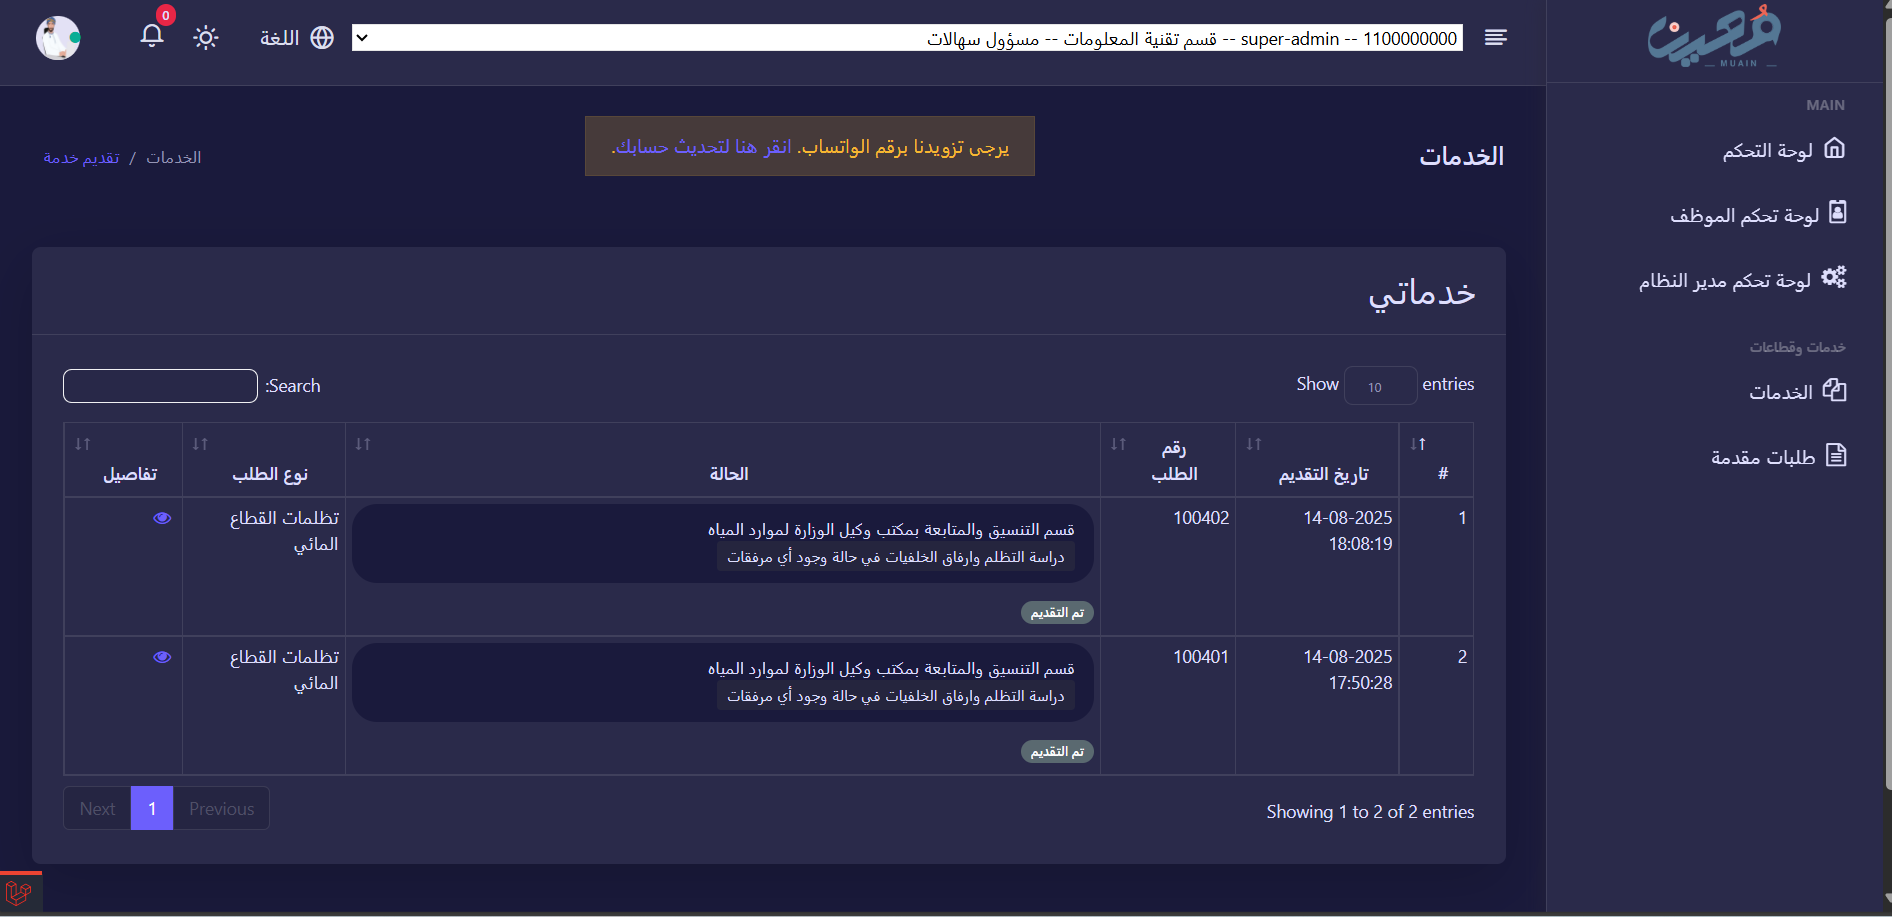 معين
MUAIN
1100000000 -- super-admin -- قسم تقنية المعلومات -- مسؤول سهالات
اللغة
0
MAIN
لوحة التحكم
لوحة تحكم الموظف
لوحة تحكم مدير النظام
خدمات وقطاعات
الخدمات
طلبات مقدمة
الخدمات
يرجى تزويدنا برقم الواتساب. انقر هنا لتحديث حسابك.
الخدمات / تقديم خدمة
خدماتي
Show 10 entries
Search:
# تاريخ التقديم رقم الطلب الحالة نوع الطلب تفاصيل
1 14-08-2025 18:08:19 100402
قسم التنسيق والمتابعة بمكتب وكيل الوزارة لموارد المياه
دراسة التظلم وارفاق الخلفيات في حالة وجود أي مرفقات
تم التقديم
تظلمات القطاع المائي
2 14-08-2025 17:50:28 100401
قسم التنسيق والمتابعة بمكتب وكيل الوزارة لموارد المياه
دراسة التظلم وارفاق الخلفيات في حالة وجود أي مرفقات
تم التقديم
تظلمات القطاع المائي
Showing 1 to 2 of 2 entries
Previous 1 Next